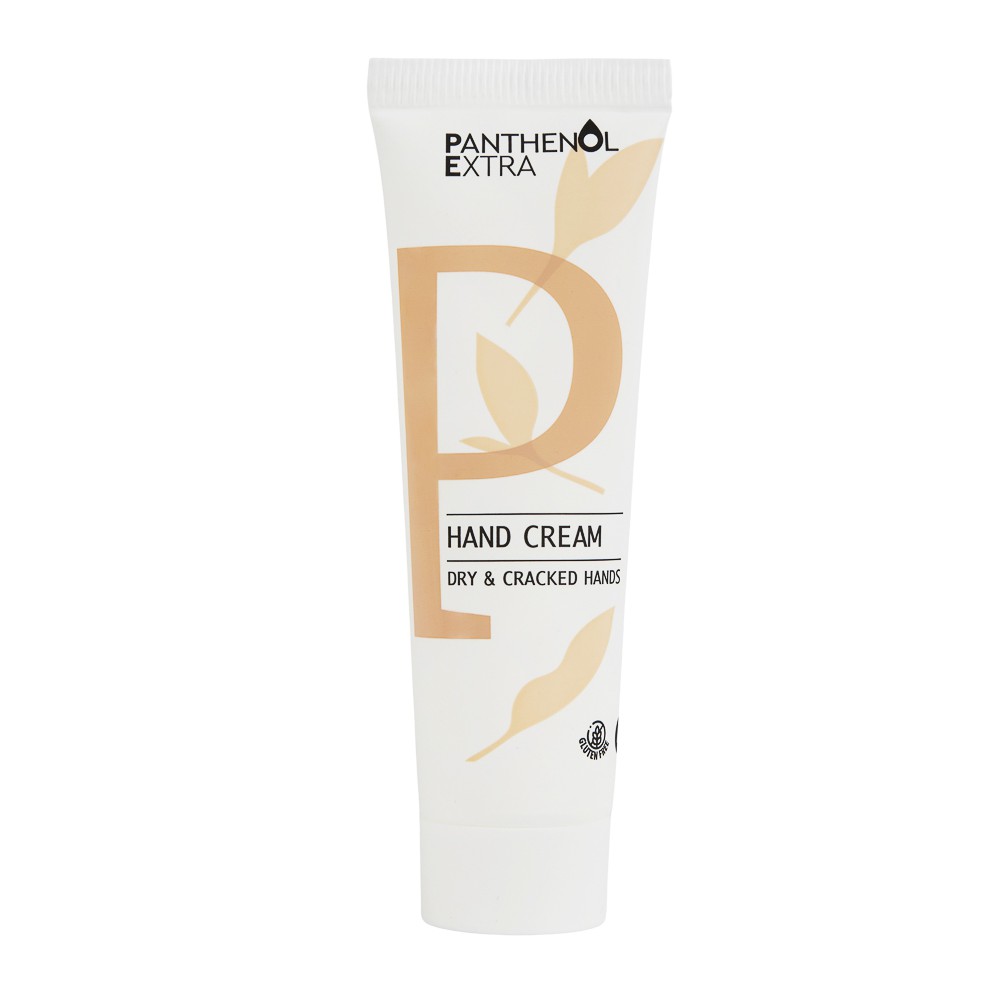 PANTHENOL
EXTRA
P
HAND CREAM
DRY & CRACKED HANDS
GLUTEN FREE